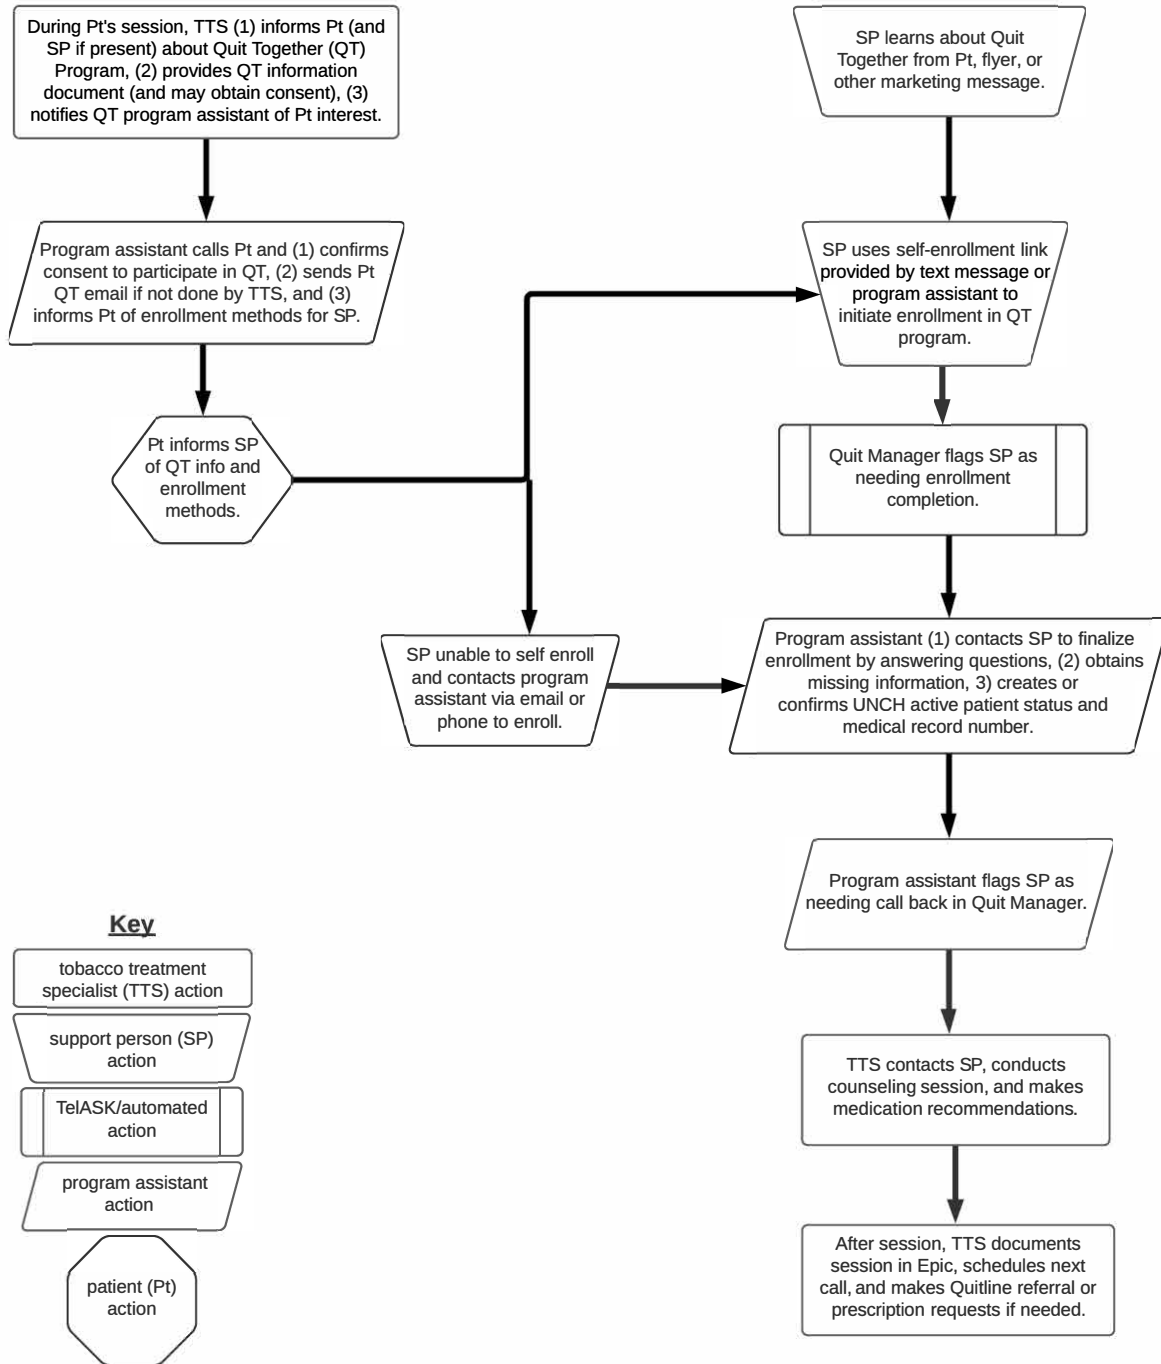 During Pt's session, TTS (1) informs Pt (and
SP if present) about Quit Together (QT)
Program, (2) provides QT information
document (and may obtain consent), (3)
notifies QT program assistant of Pt interest.
SP learns about Quit
Together from Pt, flyer, or
other marketing message.
Program assistant calls Pt and (1) confirms
consent to participate in QT, (2) sends Pt
QT email if not done by TTS, and (3)
informs Pt of enrollment methods for SP.
SP uses self-enrollment link
provided by text message or
program assistant to
initiate enrollment in QT
program.
Pt informs SP
of QT info and
enrollment
methods.
Quit Manager flags SP as
needing enrollment
completion.
SP unable to self enroll
and contacts program
assistant via email or
phone to enroll.
Program assistant (1) contacts SP to finalize
enrollment by answering questions, (2) obtains
missing information, 3) creates or
confirms UNCH active patient status and
medical record number.
Program assistant flags SP as
needing call back in Quit Manager.
TTS contacts SP, conducts
counseling session, and makes
medication recommendations.
After session, TTS documents
session in Epic, schedules next
call, and makes Quitline referral or
prescription requests if needed.
Key
tobacco treatment
specialist (TTS) action
support person (SP)
action
TelASK/automated
action
program assistant
action
patient (Pt)
action